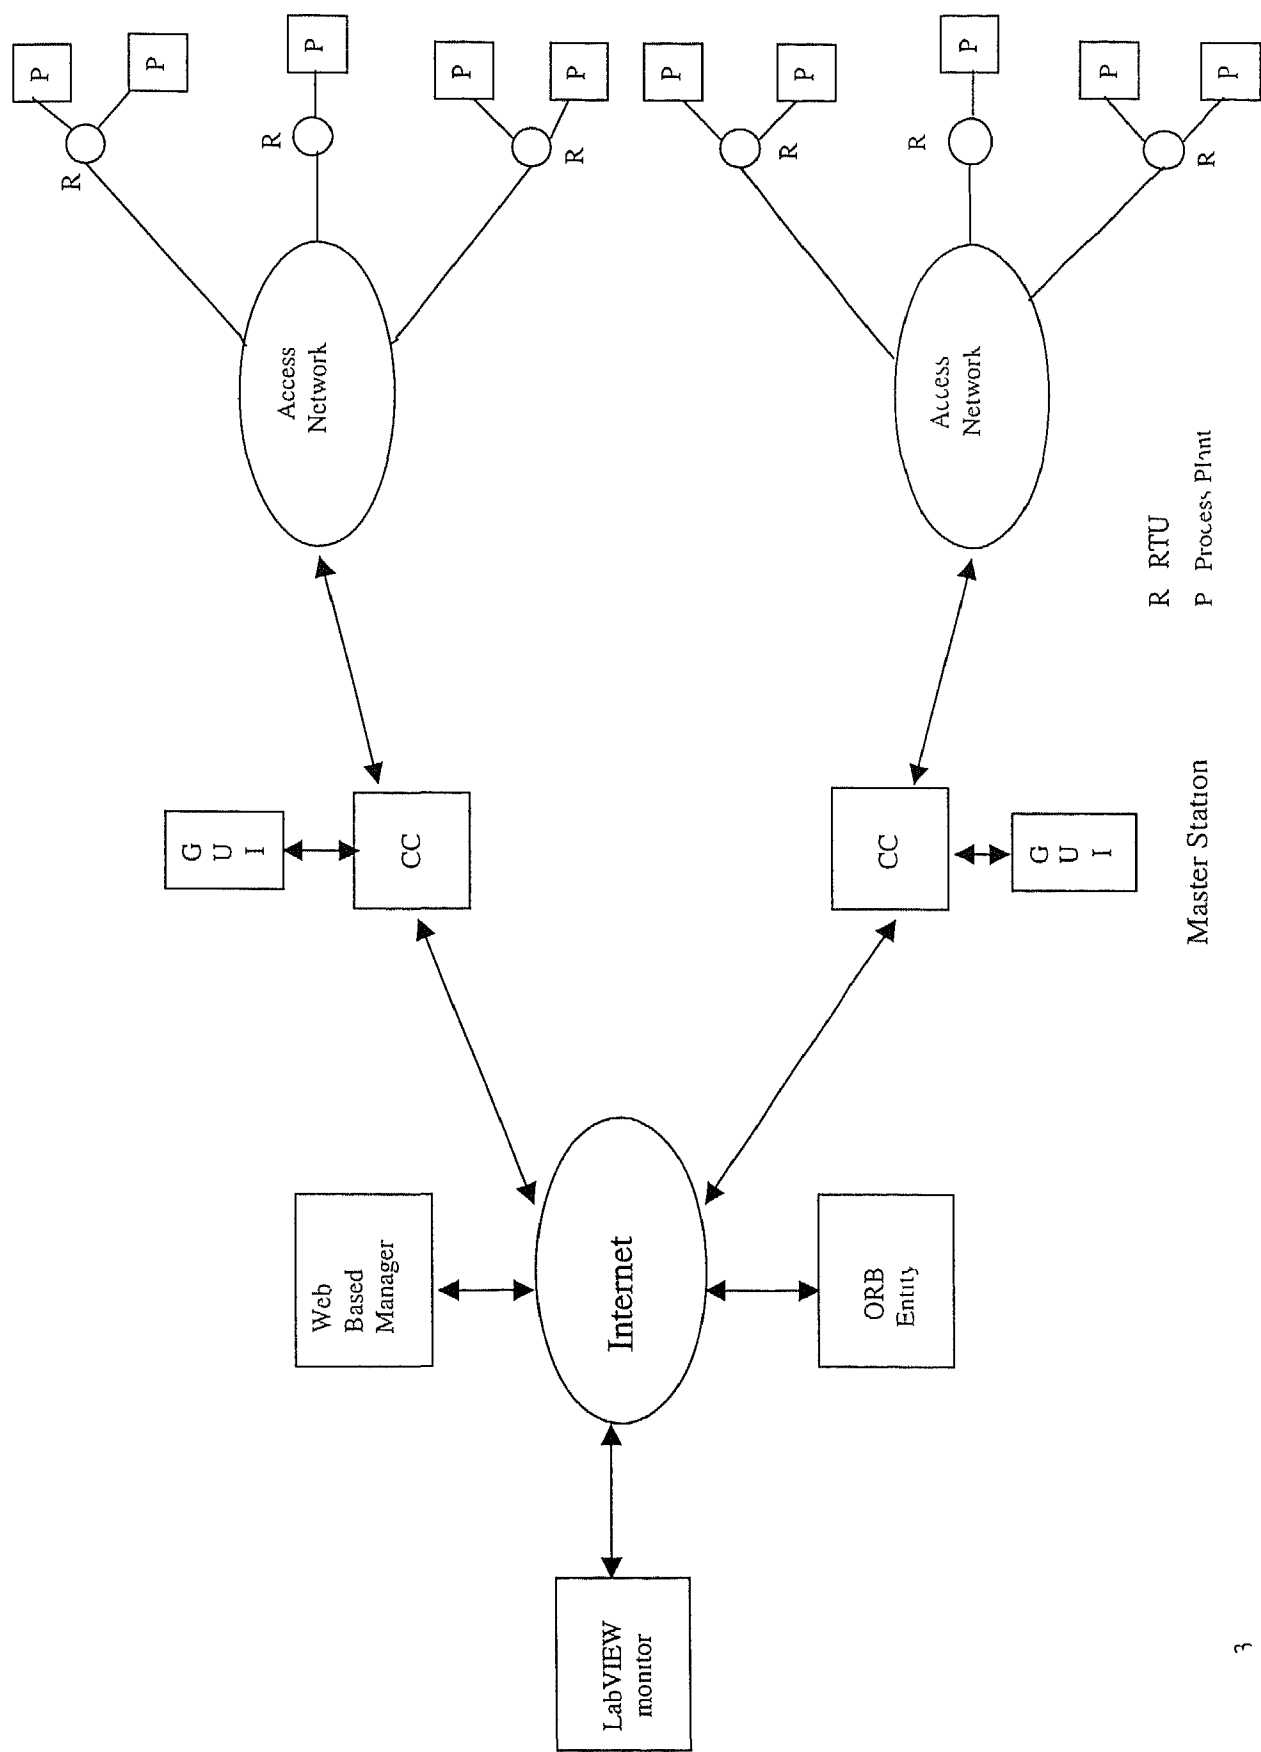 P
R
P
G
U
I
R
P
Access
Network
Web
Based
Manager
CC
P
P
R
LabVIEW
monitor
Internet
P
R
P
ORB
Entity
CC
R
P
Access
Network
G
U
I
P
R
P
R RTU
P Process Plant
Master Station
3